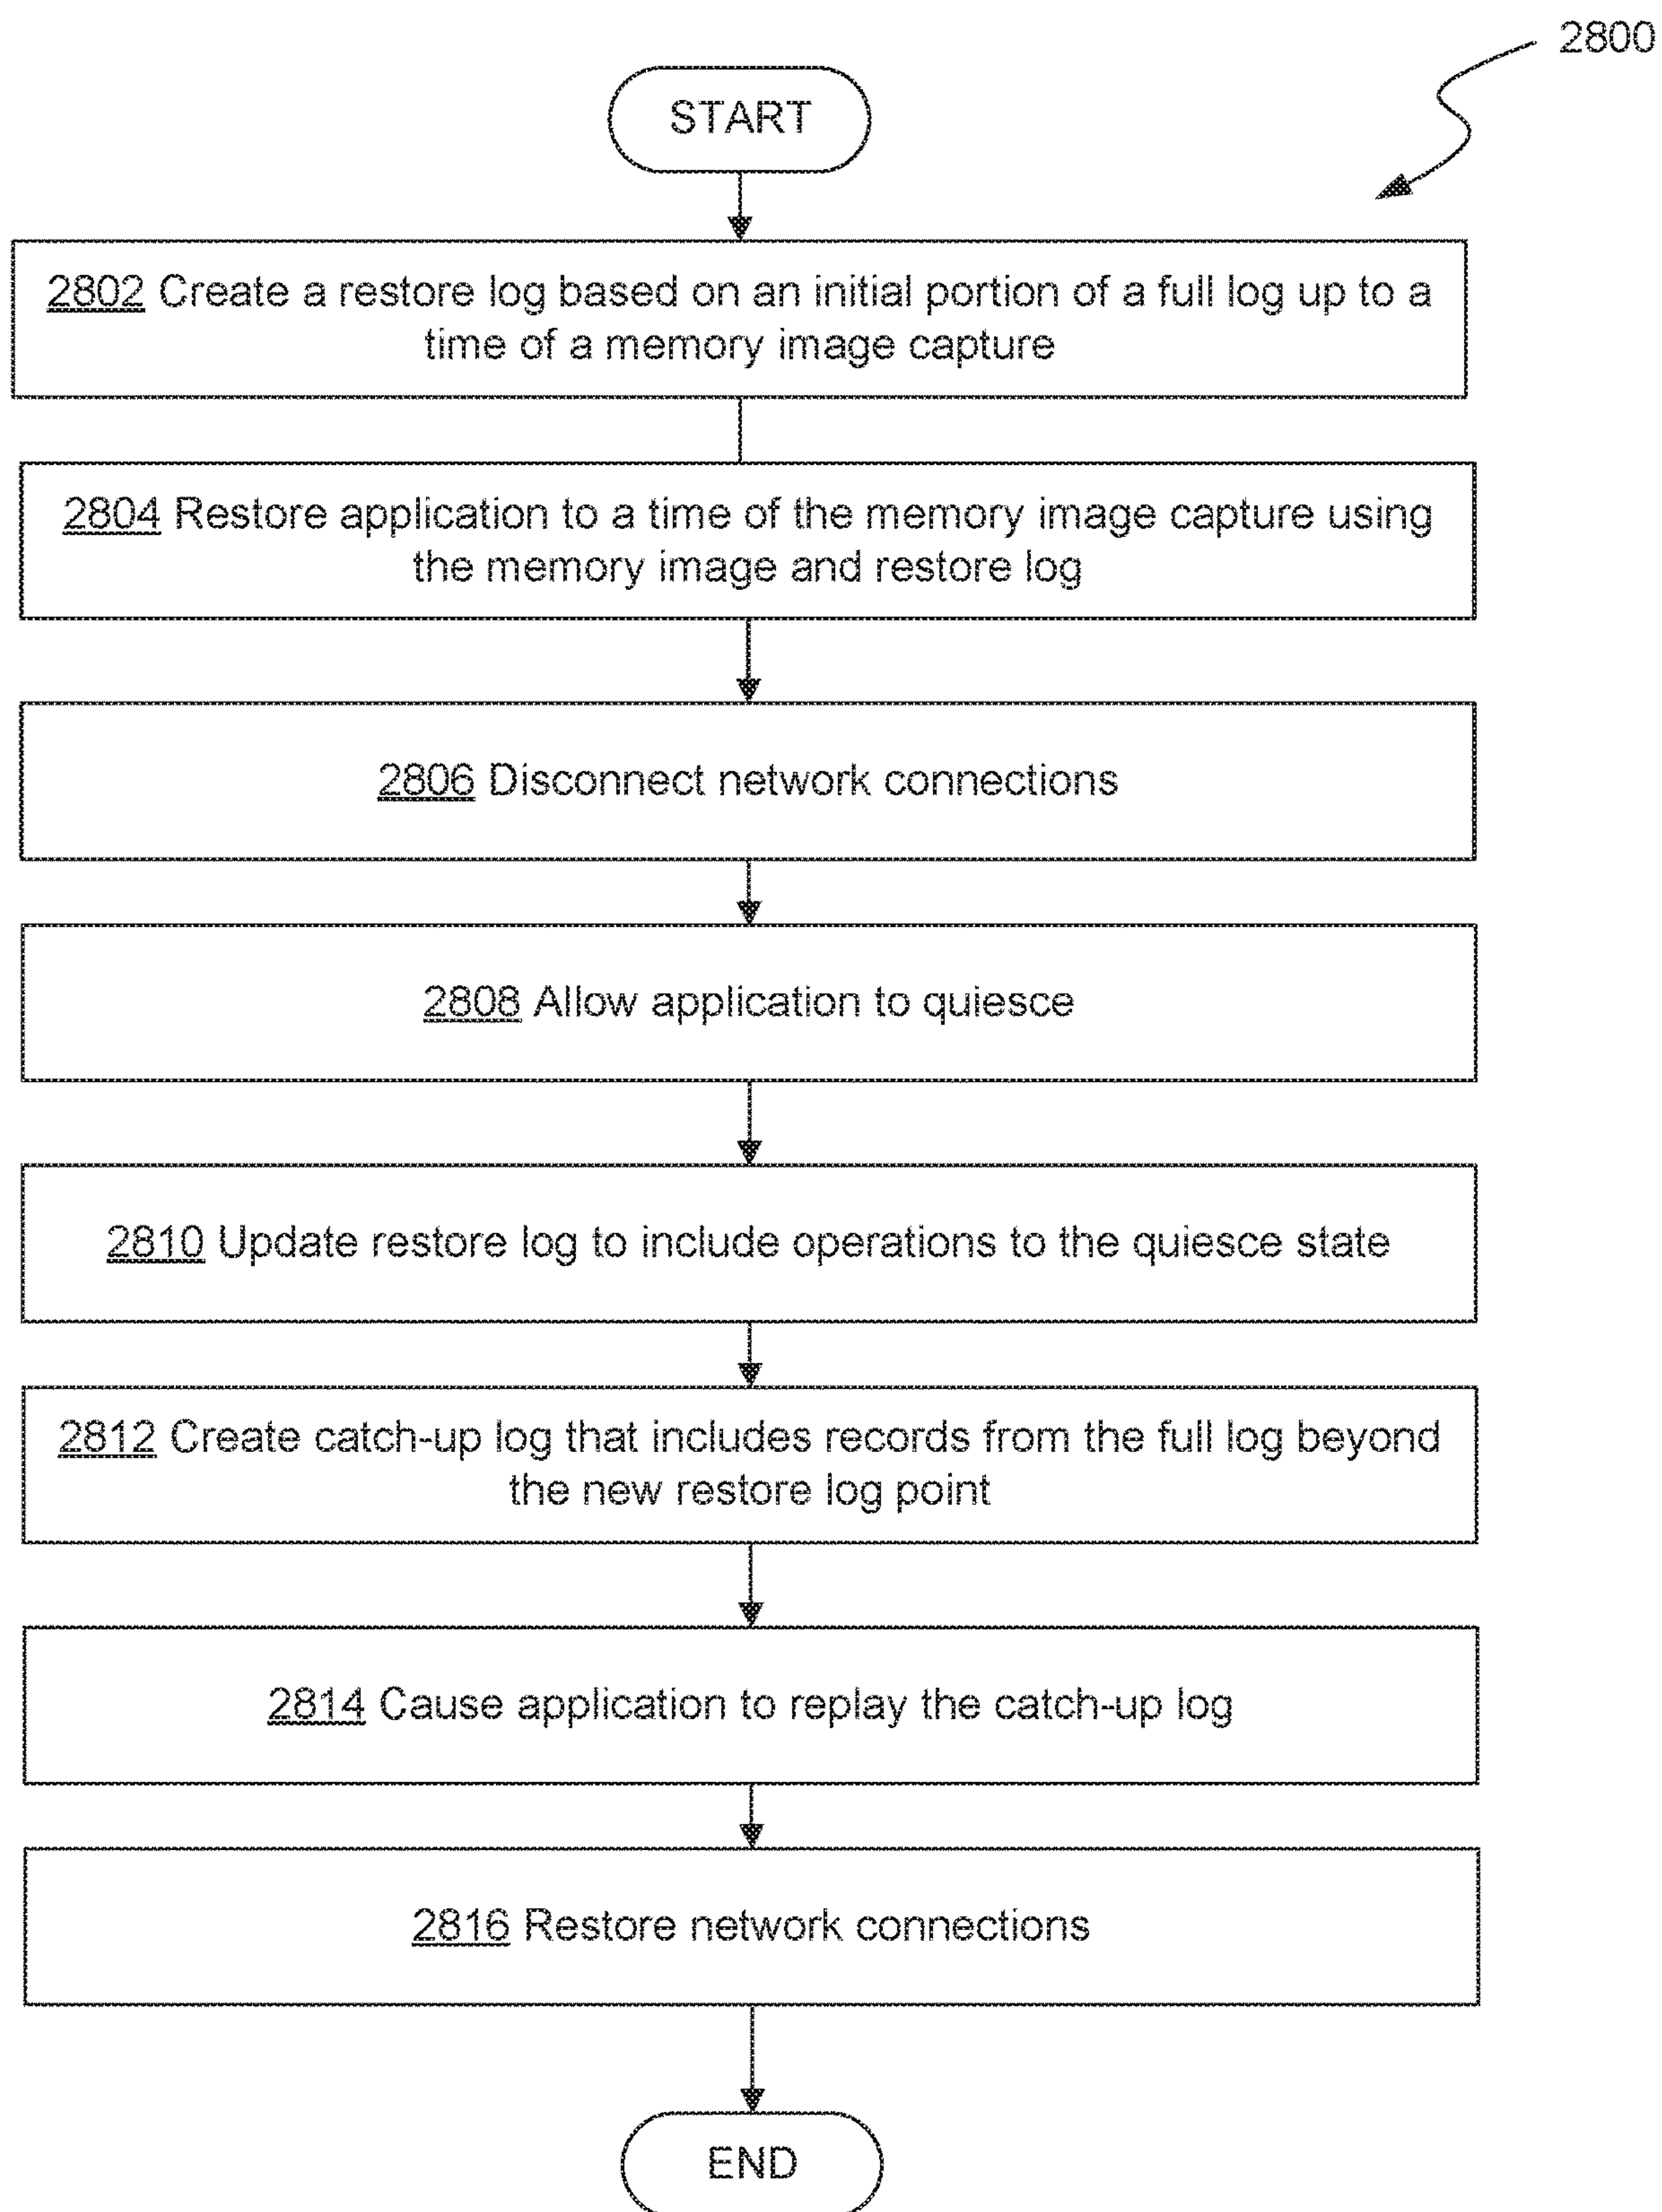 2800
START
2802 Create a restore log based on an initial portion of a full log up to a
time of a memory image capture
2804 Restore application to a time of the memory image capture using
the memory image and restore log
2806 Disconnect network connections
2808 Allow application to quiesce
2810 Update restore log to include operations to the quiesce state
2812 Create catch-up log that includes records from the full log beyond
the new restore log point
2814 Cause application to replay the catch-up log
2816 Restore network connections
END